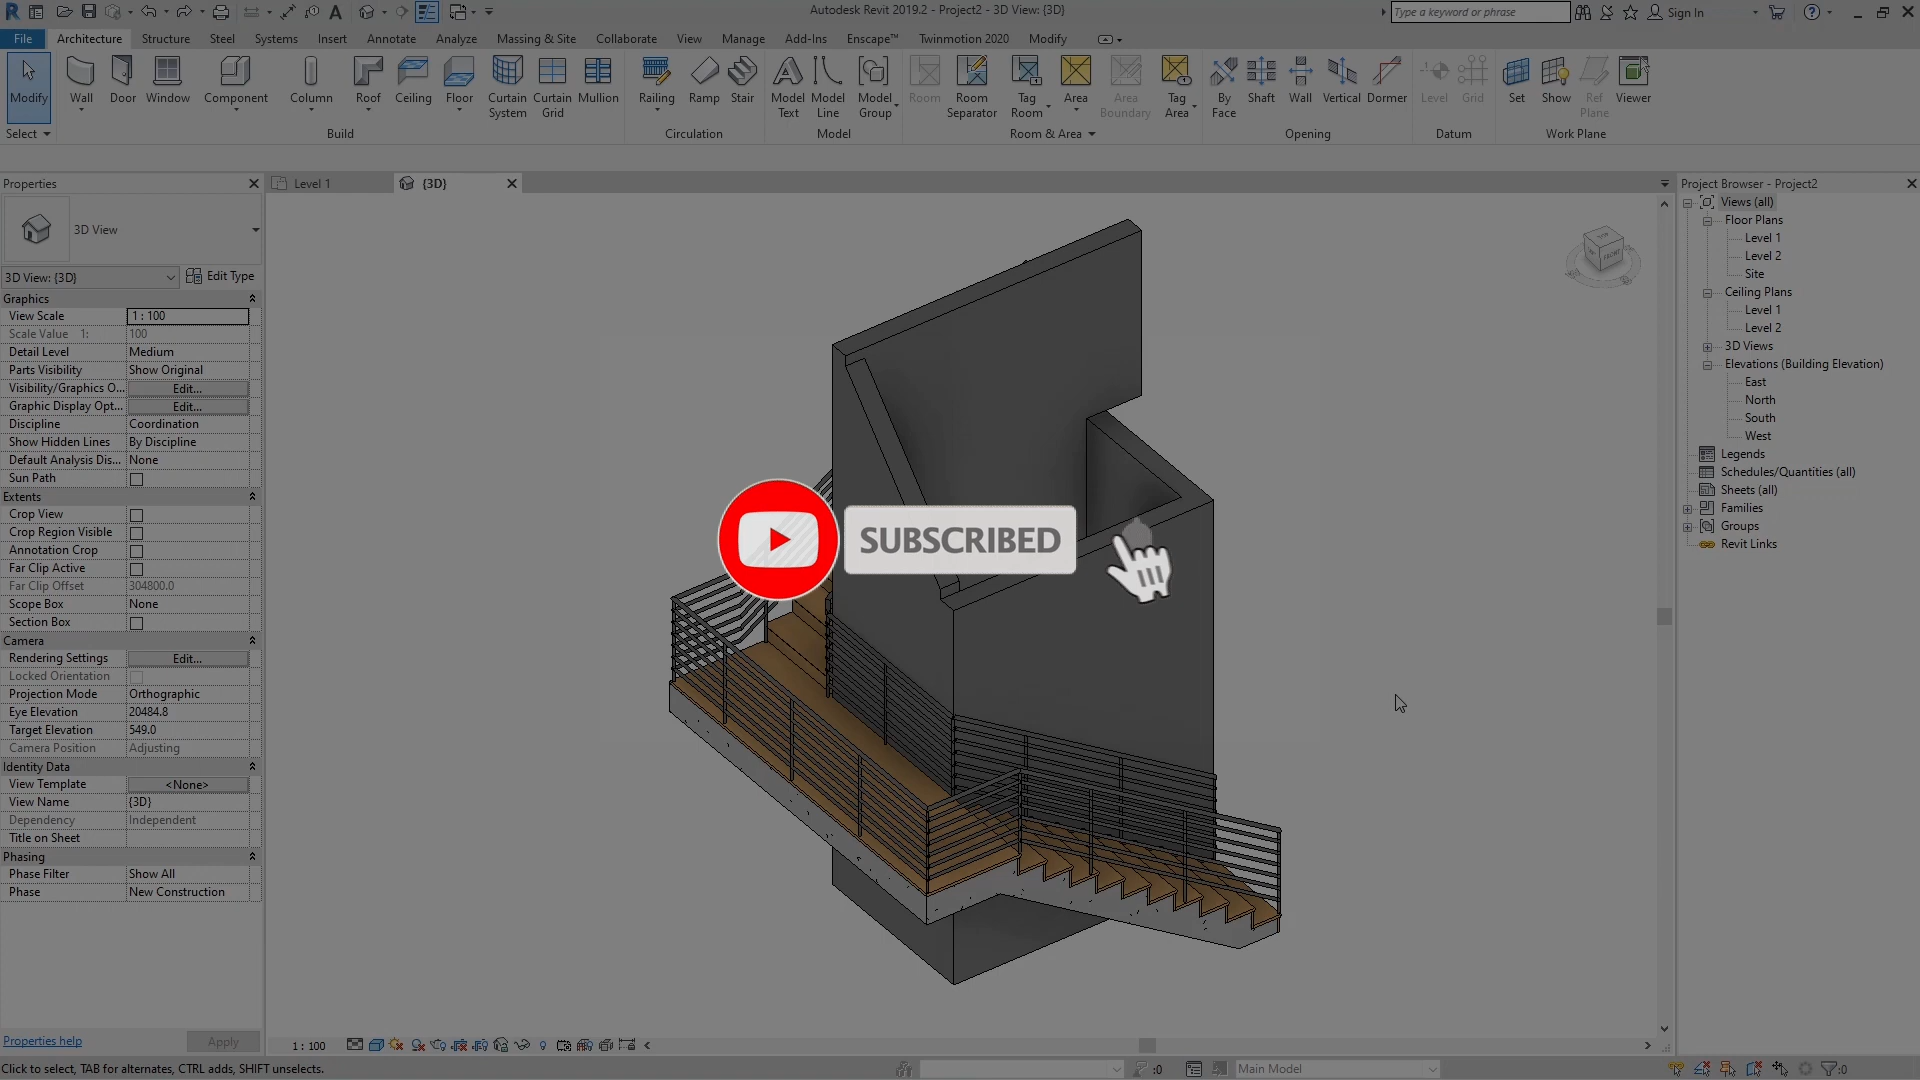 Autodesk Revit 2019.2 - Project2 - 3D View: {3D}
Type a keyword or phrase
Sign In
File Architecture Structure Steel Systems Insert Annotate Analyze Massing & Site Collaborate View Manage Add-Ins Enscape™ Twinmotion 2020 Modify
Modify Wall Door Window Component Column Roof Ceiling Floor Curtain System Curtain Grid Mullion Railing Ramp Stair Model Text Model Line Model Group Room Room Separator Tag Room Area Area Boundary Tag Area By Face Shaft Wall Vertical Dormer Level Grid Set Show Ref Plane Viewer
Select Build Circulation Model Room & Area Opening Datum Work Plane
Properties
Level 1
{3D}
Project Browser - Project2
3D View
3D View: {3D}
Edit Type
Graphics
View Scale 1 : 100
Scale Value 1: 100
Detail Level Medium
Parts Visibility Show Original
Visibility/Graphics O... Edit...
Graphic Display Opt... Edit...
Discipline Coordination
Show Hidden Lines By Discipline
Default Analysis Dis... None
Sun Path
Extents
Crop View
Crop Region Visible
Annotation Crop
Far Clip Active
Far Clip Offset 304800.0
Scope Box None
Section Box
Camera
Rendering Settings Edit...
Locked Orientation
Projection Mode Orthographic
Eye Elevation 20484.8
Target Elevation 549.0
Camera Position Adjusting
Identity Data
View Template <None>
View Name {3D}
Dependency Independent
Title on Sheet
Phasing
Phase Filter Show All
Phase New Construction
Properties help
Apply
SUBSCRIBED
Views (all)
Floor Plans
Level 1
Level 2
Site
Ceiling Plans
Level 1
Level 2
3D Views
Elevations (Building Elevation)
East
North
South
West
Legends
Schedules/Quantities (all)
Sheets (all)
Families
Groups
Revit Links
1 : 100
Click to select, TAB for alternates, CTRL adds, SHIFT unselects.
:0
Main Model
:0